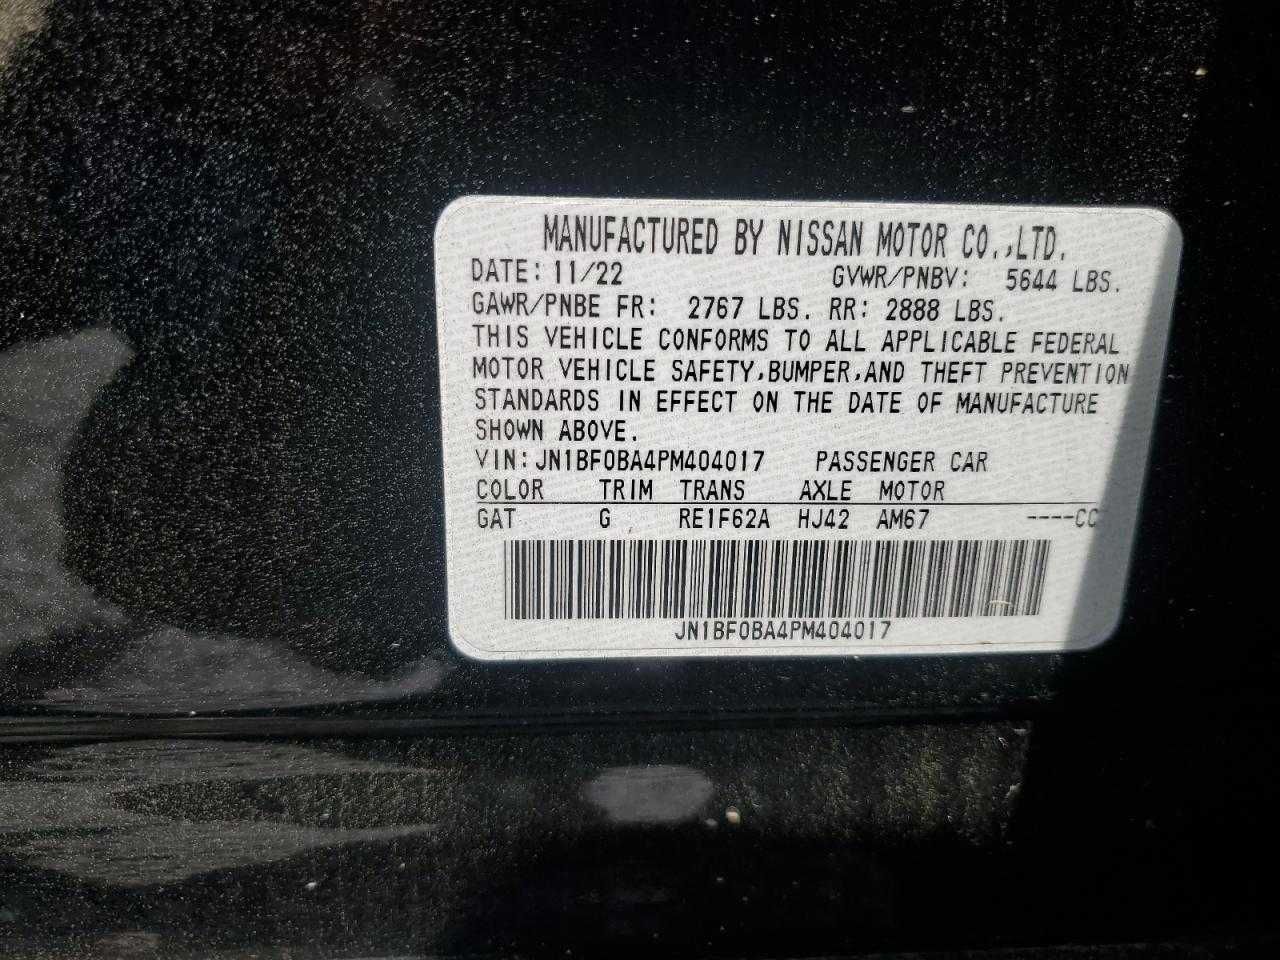 MANUFACTURED BY NISSAN MOTOR CO.,LTD.
DATE: 11/22 GVWR/PNBV: 5644 LBS.
GAWR/PNBE FR: 2767 LBS. RR: 2888 LBS.
THIS VEHICLE CONFORMS TO ALL APPLICABLE FEDERAL
MOTOR VEHICLE SAFETY,BUMPER,AND THEFT PREVENTION
STANDARDS IN EFFECT ON THE DATE OF MANUFACTURE
SHOWN ABOVE.
VIN: JN1BF0BA4PM404017 PASSENGER CAR
COLOR TRIM TRANS AXLE MOTOR
GAT G RE1F62A HJ42 AM67 ----CC
JN1BF0BA4PM404017